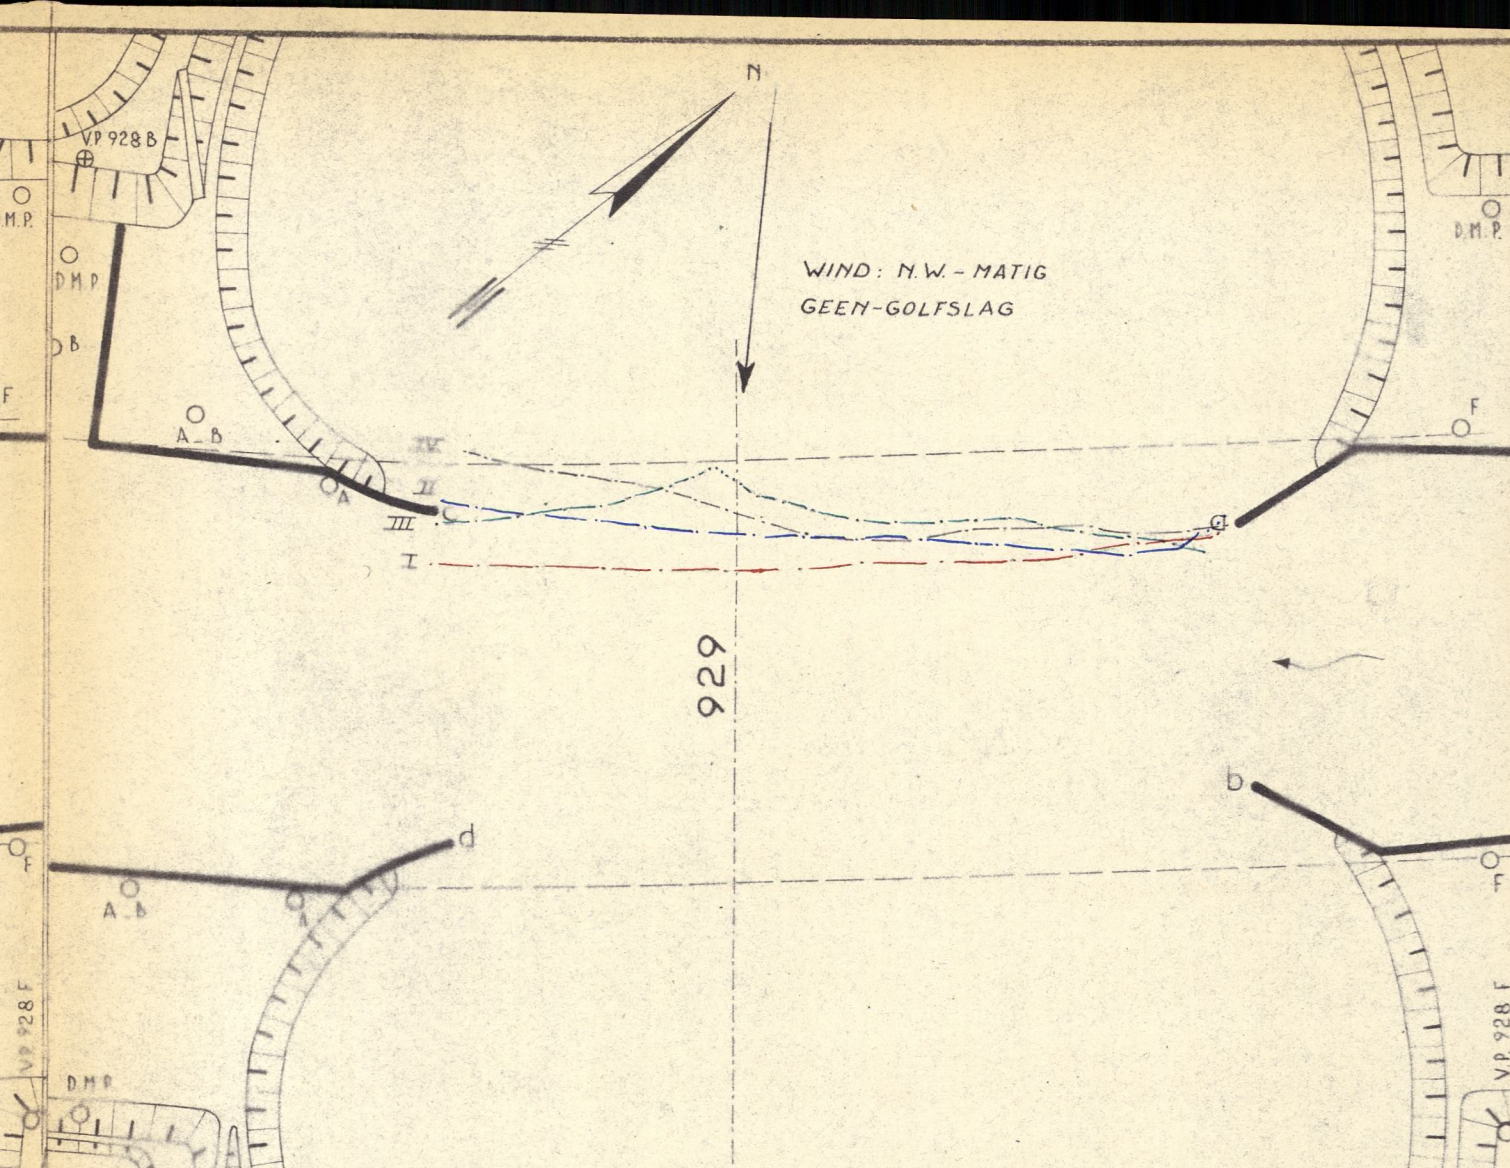 N
V.P. 928 B
M.P.
D.M.P.
D.M.P.
WIND: N.W. - MATIG
GEEN-GOLFSLAG
B
F
F
A_B
IV
A
II
III
C
a
I
929
b
d
F
F
A_B
A
V.P. 928 F
V.P. 928 F
D.M.P.